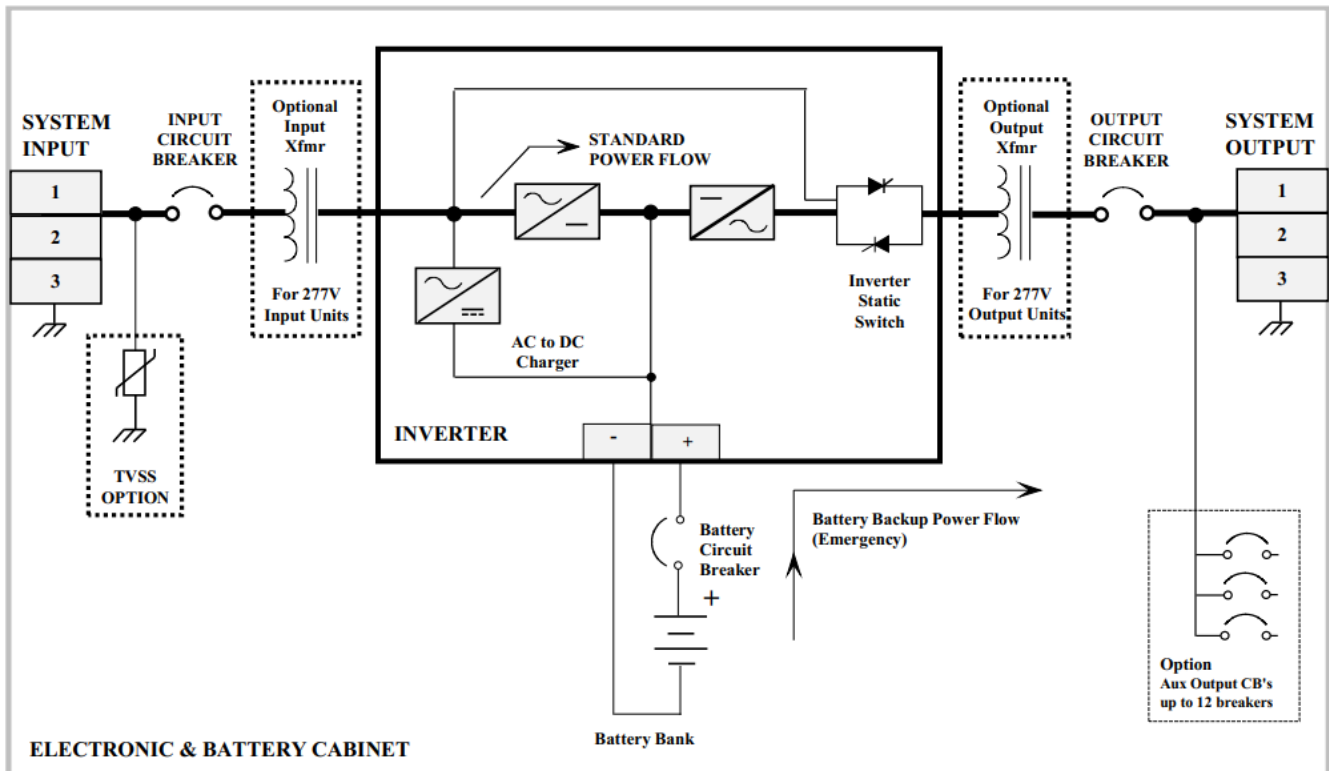 SYSTEM
INPUT
1
2
3
INPUT
CIRCUIT
BREAKER
TVSS
OPTION
Optional
Input
Xfmr
For 277V
Input Units
STANDARD
POWER FLOW
AC to DC
Charger
INVERTER
-
+
Inverter
Static
Switch
Optional
Output
Xfmr
For 277V
Output Units
OUTPUT
CIRCUIT
BREAKER
SYSTEM
OUTPUT
1
2
3
Battery
Circuit
Breaker
+
Battery Bank
Battery Backup Power Flow
(Emergency)
Option
Aux Output CB's
up to 12 breakers
ELECTRONIC & BATTERY CABINET